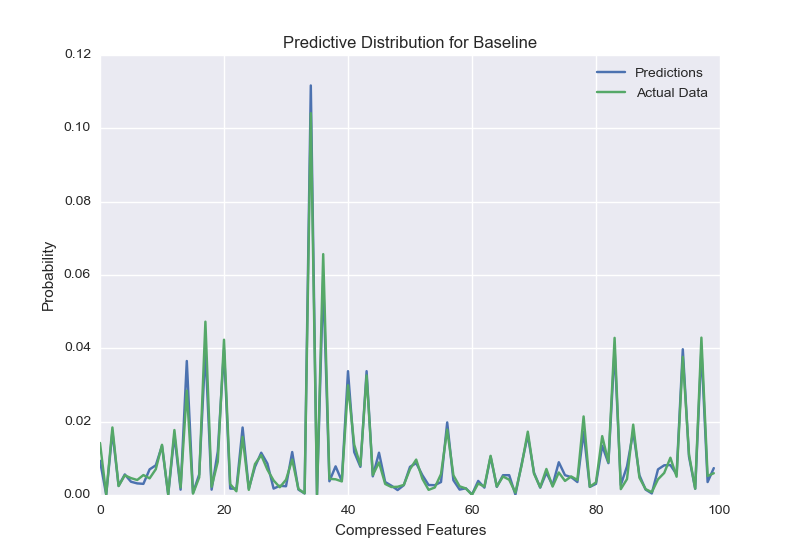 Predictive Distribution for Baseline
0.12
0.10
0.08
0.06
0.04
0.02
0.00
Probability
Predictions
Actual Data
0
20
40
60
80
100
Compressed Features